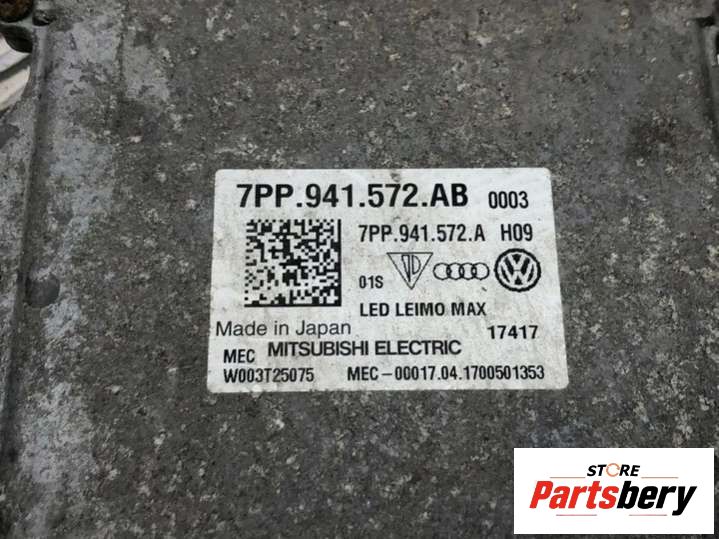 7PP.941.572.AB 0003
7PP.941.572.A H09
01S
LED LEIMO MAX
Made in Japan 17417
MEC MITSUBISHI ELECTRIC
W003T25075 MEC-00017.04.1700501353
STORE
Partsbery